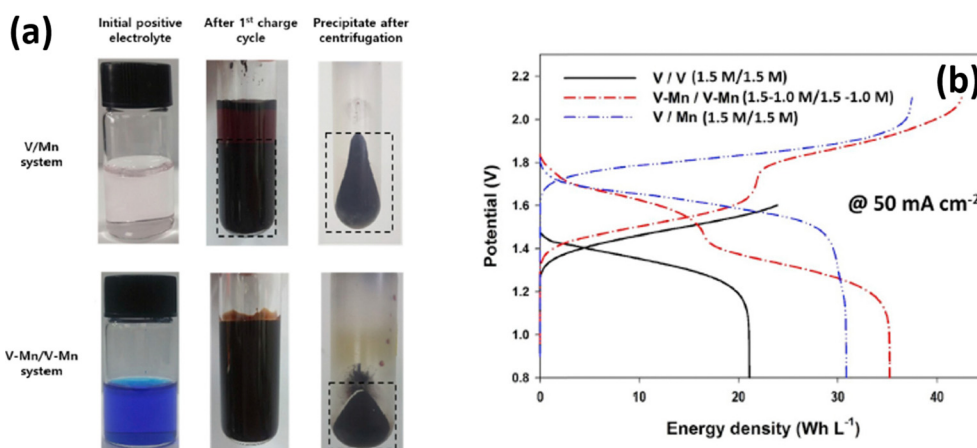 (a)
Initial positive
electrolyte
After 1st charge
cycle
Precipitate after
centrifugation
V/Mn
system
V-Mn/V-Mn
system
(b)
V / V (1.5 M/1.5 M)
V-Mn / V-Mn (1.5-1.0 M/1.5 -1.0 M)
V / Mn (1.5 M/1.5 M)
@ 50 mA cm-2
Potential (V)
2.2
2.0
1.8
1.6
1.4
1.2
1.0
0.8
0 10 20 30 40
Energy density (Wh L-1)